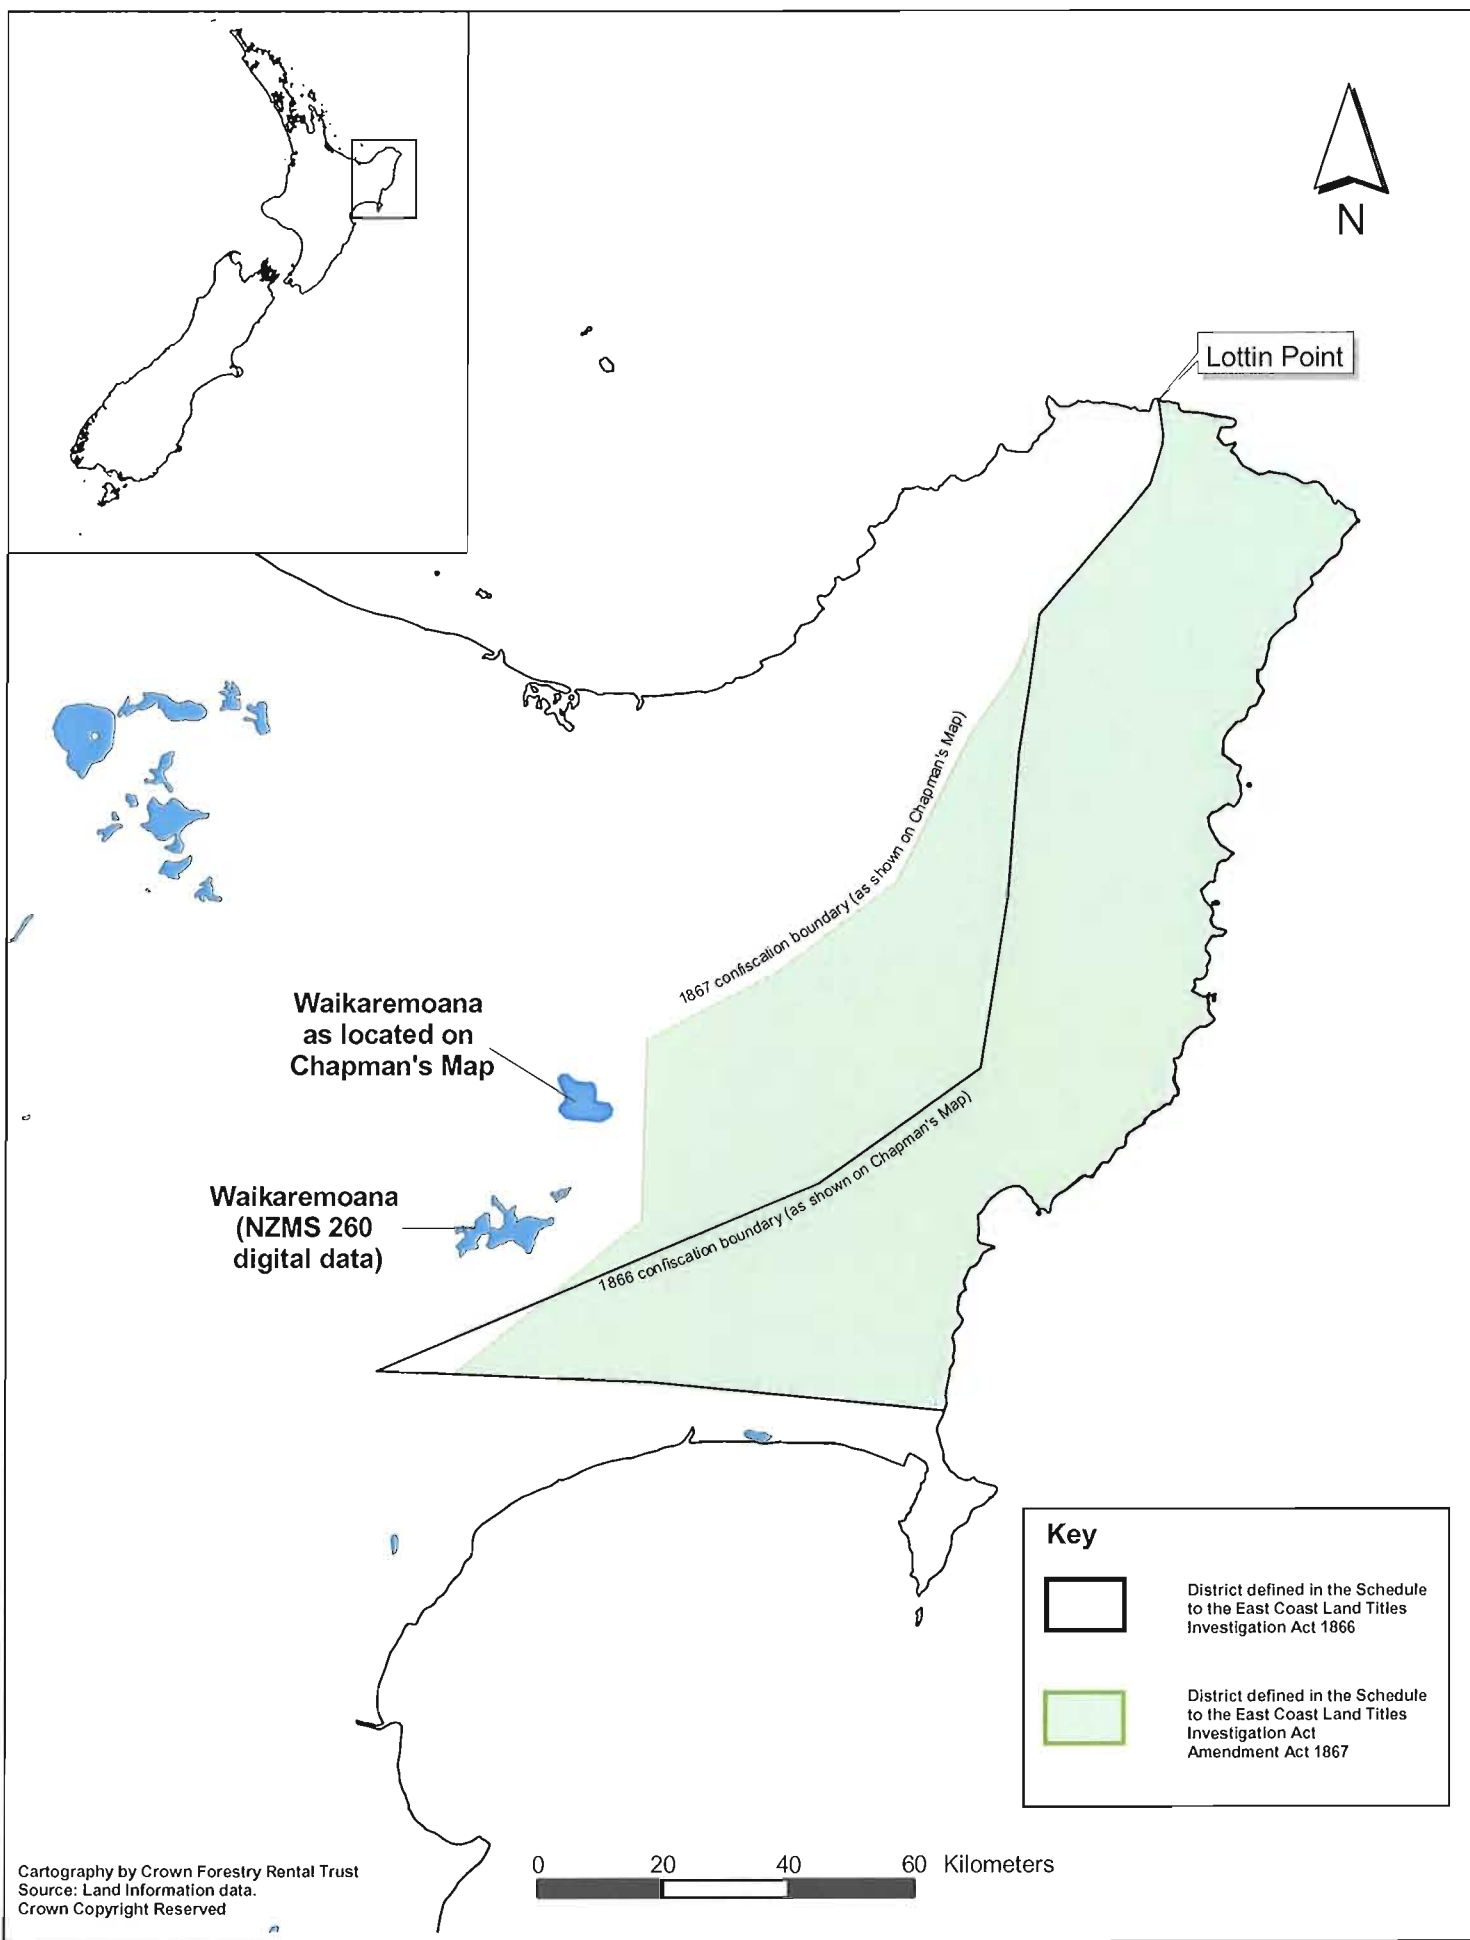 N
Lottin Point
1867 confiscation boundary (as shown on Chapman's Map)
Waikaremoana
as located on
Chapman's Map
1866 confiscation boundary (as shown on Chapman's Map)
Waikaremoana
(NZMS 260
digital data)
Key
District defined in the Schedule
to the East Coast Land Titles
Investigation Act 1866
District defined in the Schedule
to the East Coast Land Titles
Investigation Act
Amendment Act 1867
0 20 40 60 Kilometers
Cartography by Crown Forestry Rental Trust
Source: Land Information data.
Crown Copyright Reserved